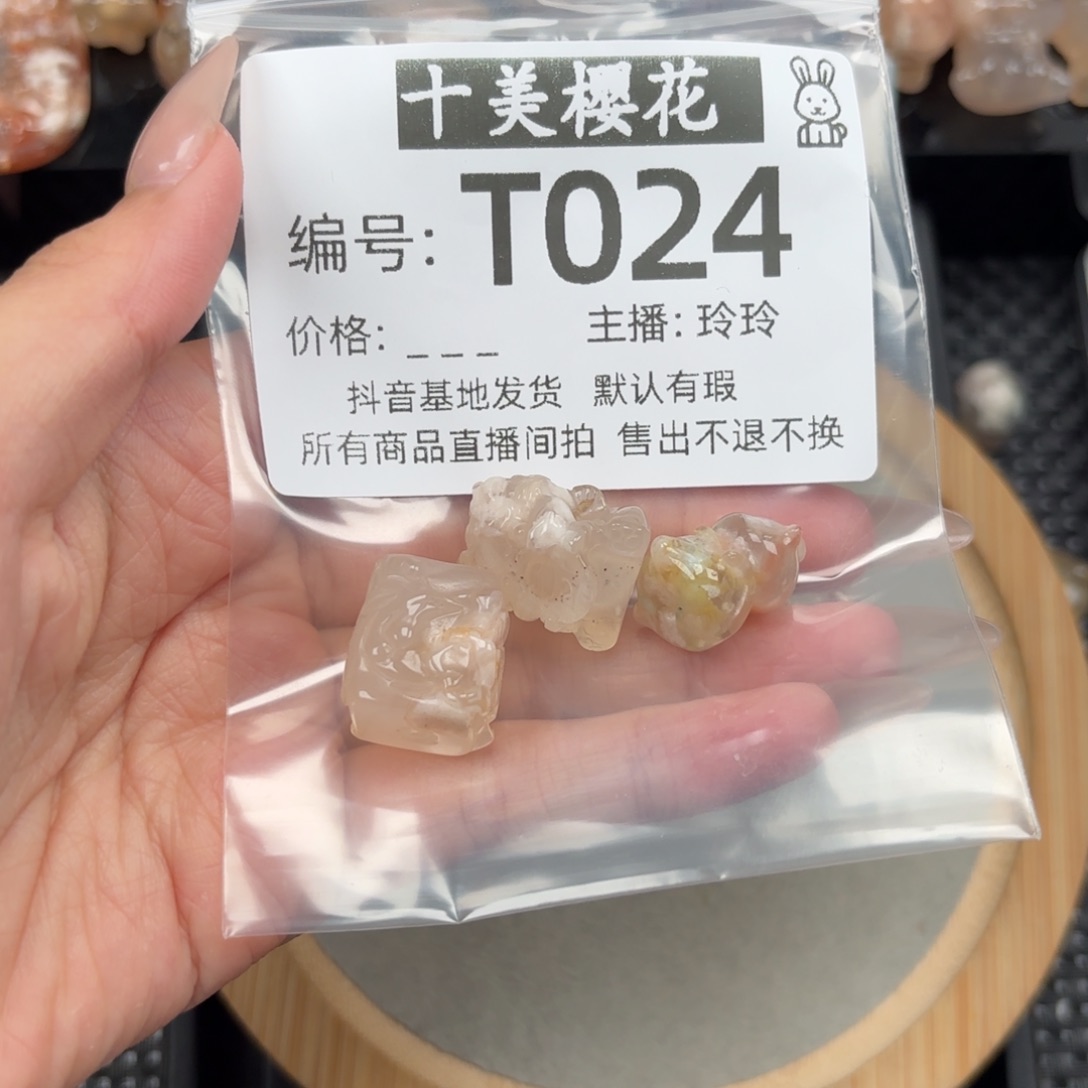 十美樱花
编号: T024
价格: _ _ _ 主播: 玲玲
抖音基地发货 默认有瑕
所有商品直播间拍 售出不退不换